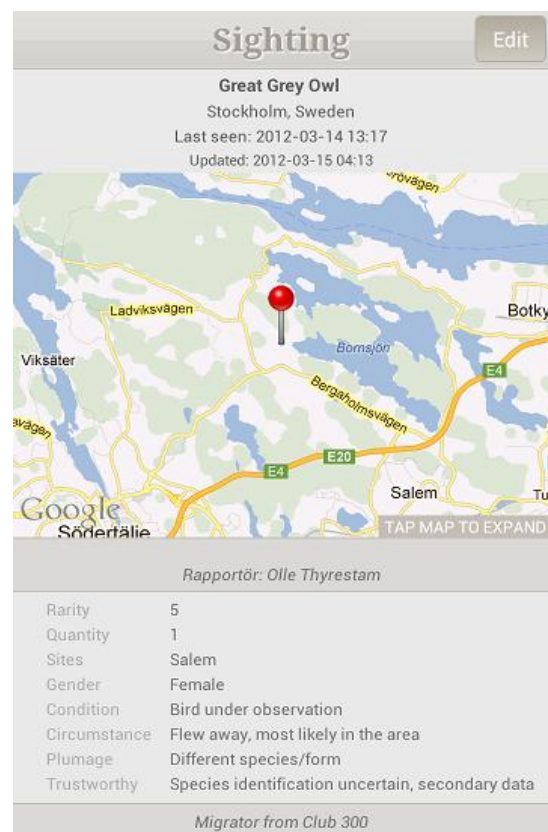 Sighting
Edit
Great Grey Owl
Stockholm, Sweden
Last seen: 2012-03-14 13:17
Updated: 2012-03-15 04:13
Ladviksvägen
Botky
Viksäter
Bornsjön
E4
Bergaholmsvägen
E20
E4
Salem
Tu
Google
Södertälje
TAP MAP TO EXPAND
Rapportör: Olle Thyrestam
Rarity 5
Quantity 1
Sites Salem
Gender Female
Condition Bird under observation
Circumstance Flew away, most likely in the area
Plumage Different species/form
Trustworthy Species identification uncertain, secondary data
Migrator from Club 300